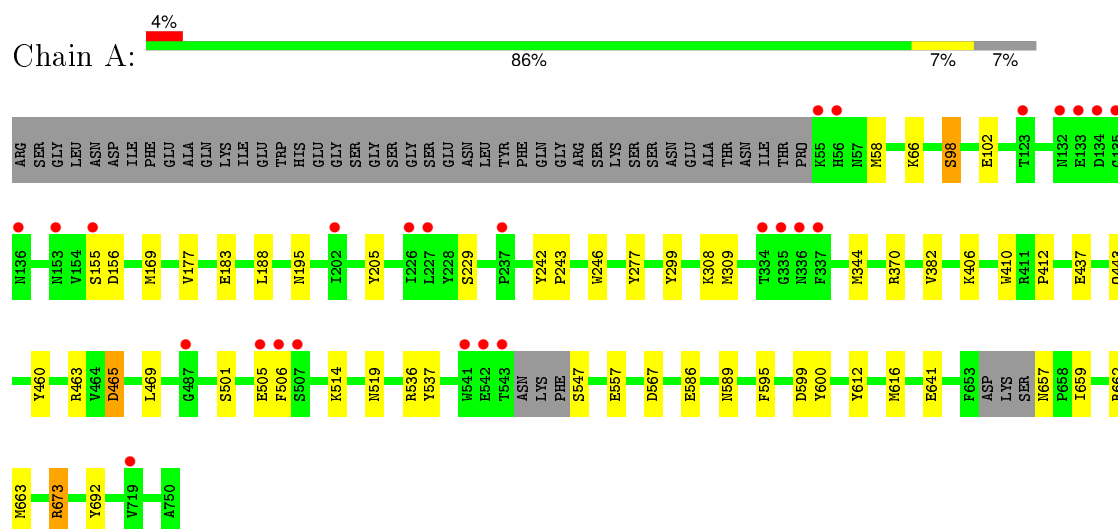 4%
Chain A:
86% 7% 7%
ARG SER GLY LEU ASN ASP ILE PHE GLU ALA GLN LYS ILE GLU TRP HIS GLU GLY SER GLY SER GLY SER GLU ASN LEU TYR PHE GLN GLY ARG SER LYS SER SER ASN GLU ALA THR ASN ILE THR PRO K55 H56 N57 M58 K66 S98 E102 T123 N132 E133 D134 G135
N136 N153 V154 S155 D156 M169 V177 E183 L188 N195 I202 Y205 I226 L227 Y228 S229 P237 Y242 P243 W246 Y277 Y299 K308 M309 T334 G335 N336 F337 M344 R370 V382 K406 W410 R411 P412 E437
Y460 R463 V464 D465 L469 G487 S501 E505 F506 S507 K514 N519 R536 Y537 W541 E542 T543 ASN LYS PHE S547 E557 D567 E586 N589 F595 D599 Y600 Y612 M616 E641 F653 ASP LYS SER N657 P658 I659
M663 R673 Y692 V719 A750